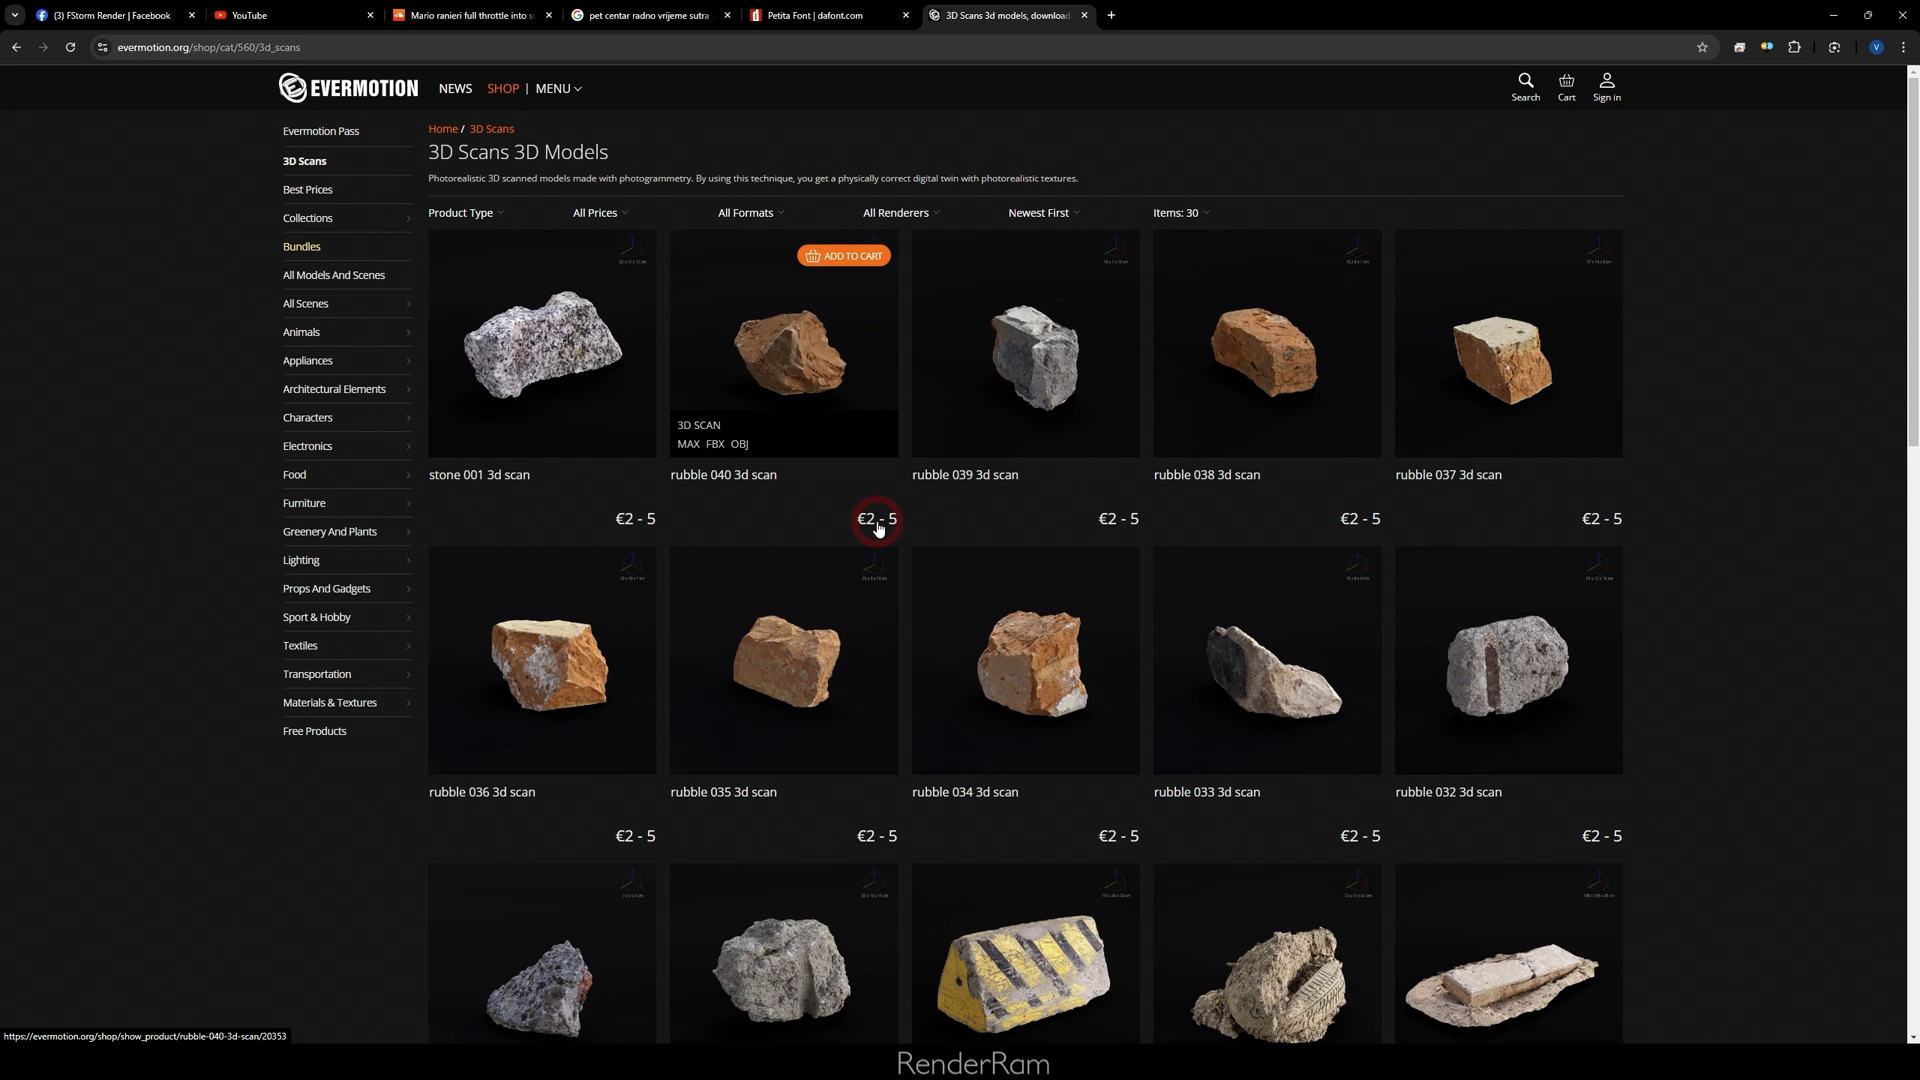 (3) FStorm Render | Facebook
YouTube
Mario ranieri full throttle into s
pet centar radno vrijeme sutra
Petita Font | dafont.com
3D Scans 3d models, download
evermotion.org/shop/cat/560/3d_scans
V
EVERMOTION
NEWS SHOP | MENU
Search
Cart
Sign in
Evermotion Pass
3D Scans
Best Prices
Collections
Bundles
All Models And Scenes
All Scenes
Animals
Appliances
Architectural Elements
Characters
Electronics
Food
Furniture
Greenery And Plants
Lighting
Props And Gadgets
Sport & Hobby
Textiles
Transportation
Materials & Textures
Free Products
Home / 3D Scans
3D Scans 3D Models
Photorealistic 3D scanned models made with photogrammetry. By using this technique, you get a physically correct digital twin with photorealistic textures.
Product Type
All Prices
All Formats
All Renderers
Newest First
Items: 30
ADD TO CART
3D SCAN
MAX FBX OBJ
stone 001 3d scan
rubble 040 3d scan
rubble 039 3d scan
rubble 038 3d scan
rubble 037 3d scan
€2 - 5
€2 - 5
€2 - 5
€2 - 5
€2 - 5
rubble 036 3d scan
rubble 035 3d scan
rubble 034 3d scan
rubble 033 3d scan
rubble 032 3d scan
€2 - 5
€2 - 5
€2 - 5
€2 - 5
€2 - 5
https://evermotion.org/shop/show_product/rubble-040-3d-scan/20353
RenderRam